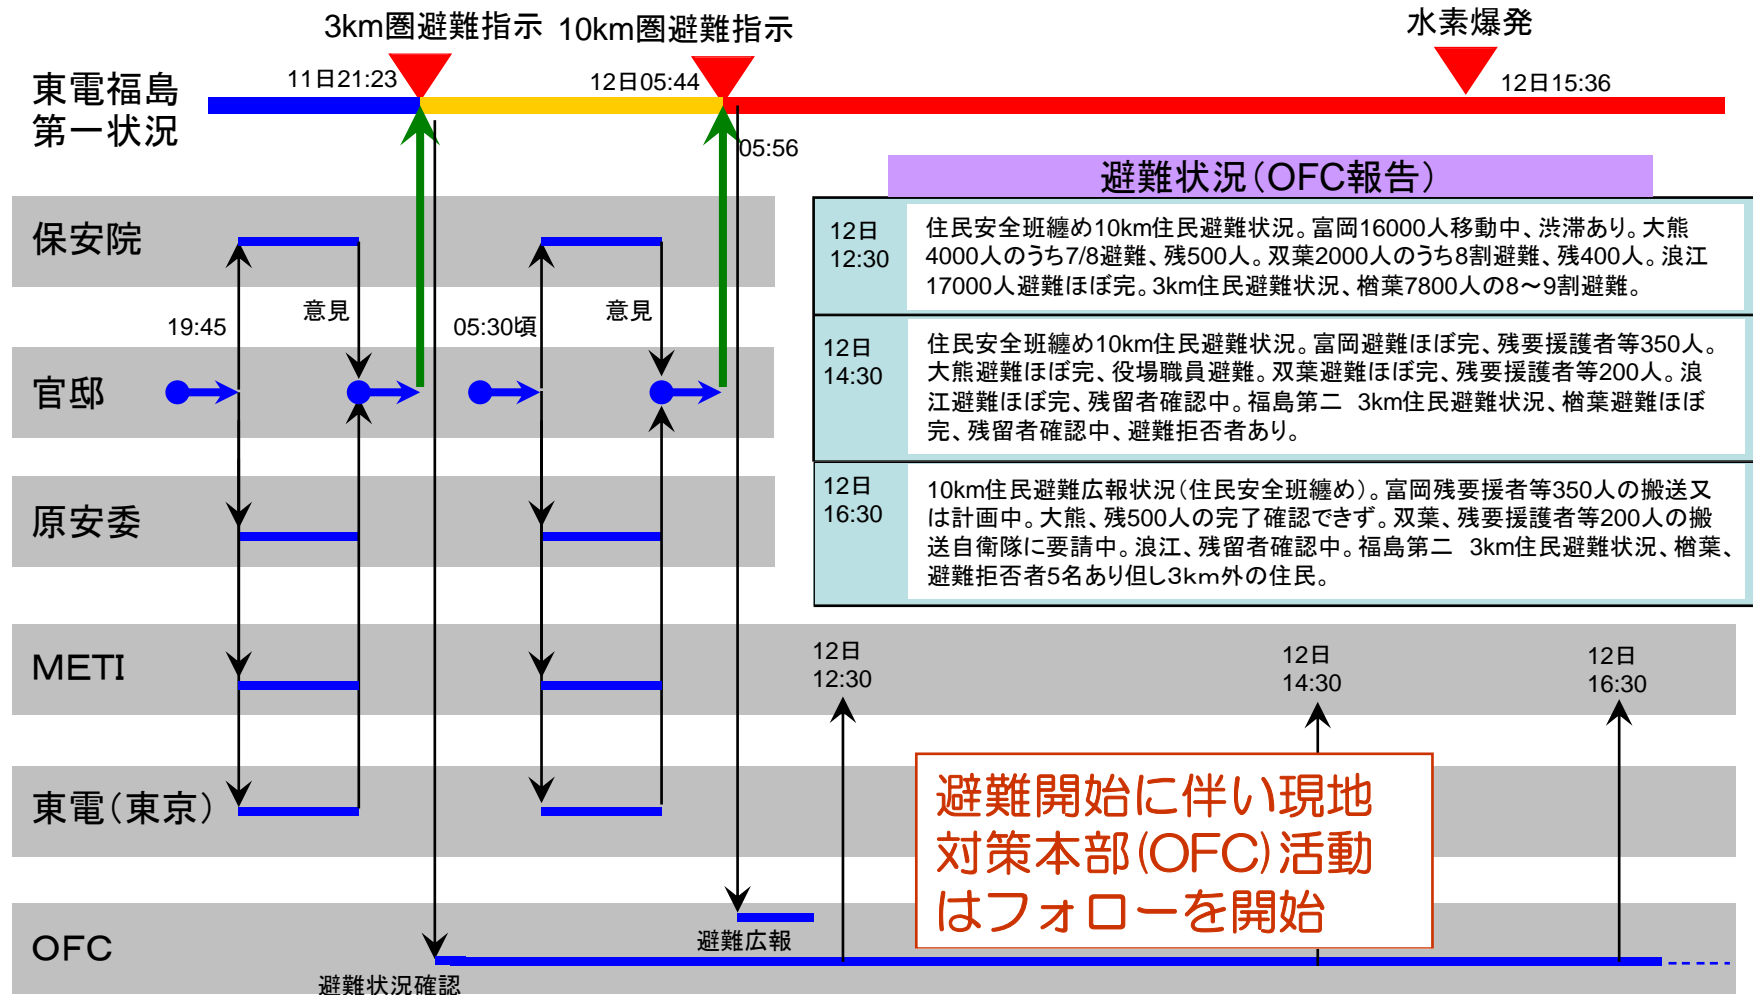 3km圏避難指示
10km圏避難指示
水素爆発
東電福島
第一状況
11日21:23
12日05:44
12日15:36
05:56
避難状況(OFC報告)
保安院
12日
12:30
住民安全班纏め10km住民避難状況。富岡16000人移動中、渋滞あり。大熊
4000人のうち7/8避難、残500人。双葉2000人のうち8割避難、残400人。浪江
17000人避難ほぼ完。3km住民避難状況、楢葉7800人の8～9割避難。
19:45
意見
05:30頃
意見
官邸
12日
14:30
住民安全班纏め10km住民避難状況。富岡避難ほぼ完、残要援護者等350人。
大熊避難ほぼ完、役場職員避難。双葉避難ほぼ完、残要援護者等200人。浪
江避難ほぼ完、残留者確認中。福島第二 3km住民避難状況、楢葉避難ほぼ
完、残留者確認中、避難拒否者あり。
原安委
12日
16:30
10km住民避難広報状況(住民安全班纏め)。富岡残要援者等350人の搬送又
は計画中。大熊、残500人の完了確認できず。双葉、残要援護者等200人の搬
送自衛隊に要請中。浪江、残留者確認中。福島第二 3km住民避難状況、楢葉、
避難拒否者5名あり但し3km外の住民。
METI
12日
12:30
12日
14:30
12日
16:30
東電(東京)
避難開始に伴い現地
対策本部(OFC)活動
はフォローを開始
OFC
避難広報
避難状況確認